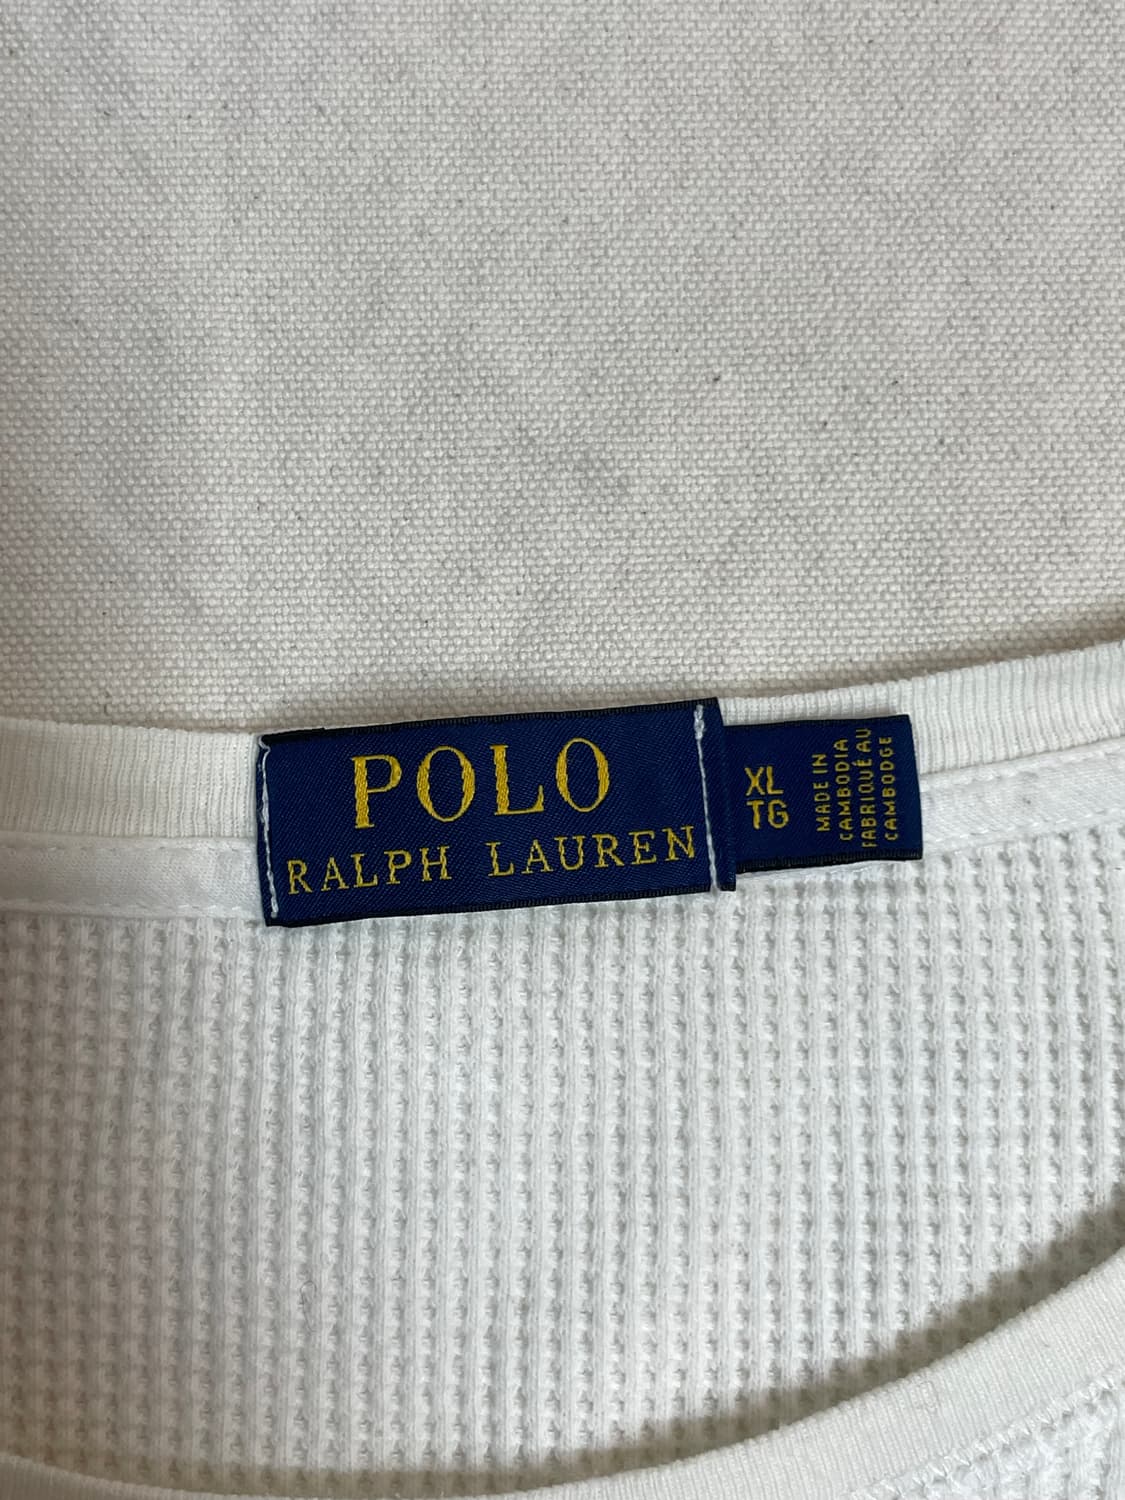 POLO
RALPH LAUREN
XL
TG
MADE IN
CAMBODIA
FABRIQUÉ AU
CAMBODGE